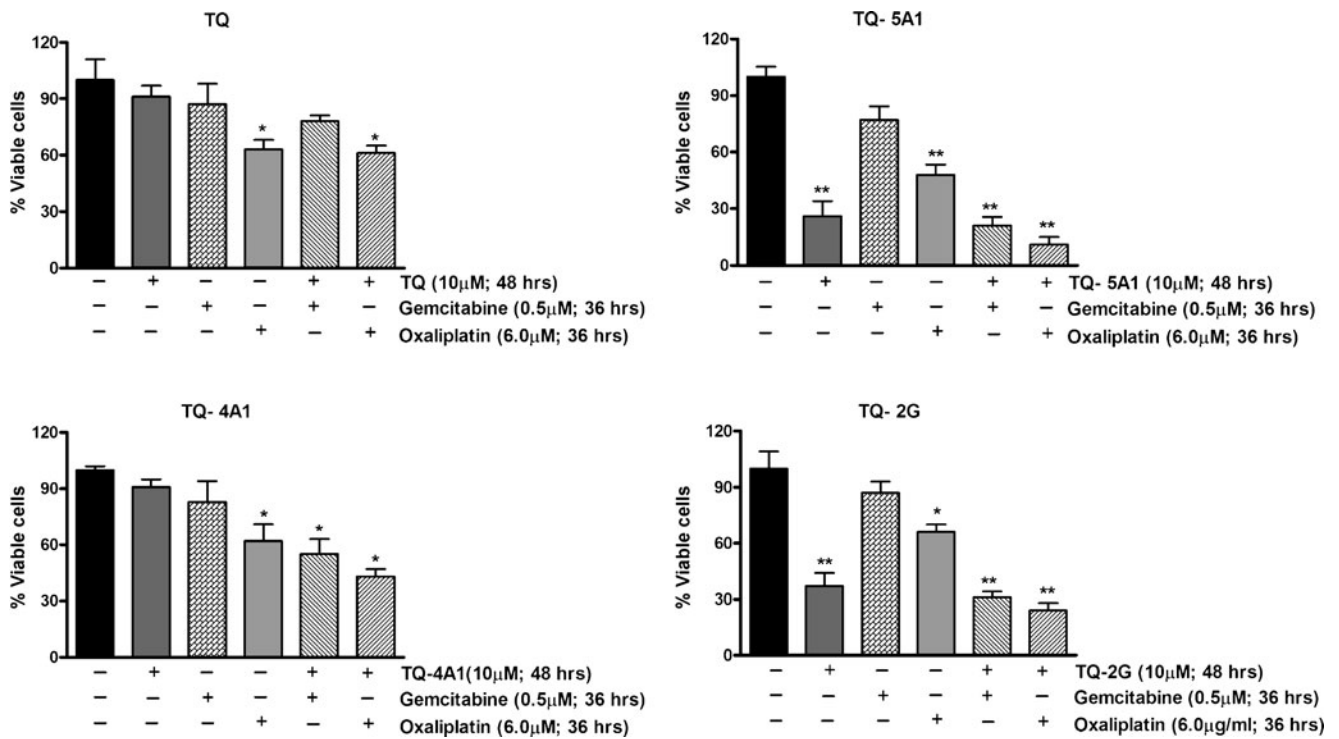 TQ
% Viable cells
120
90
60
30
0
*
*
– + – – + + TQ (10μM; 48 hrs)
– – + – + – Gemcitabine (0.5μM; 36 hrs)
– – – + – + Oxaliplatin (6.0μM; 36 hrs)
TQ- 5A1
% Viable cells
120
90
60
30
0
**
**
**
**
– + – – + + TQ- 5A1 (10μM; 48 hrs)
– – + – + – Gemcitabine (0.5μM; 36 hrs)
– – – + – + Oxaliplatin (6.0μM; 36 hrs)
TQ- 4A1
% Viable cells
120
90
60
30
0
*
*
*
– + – – + + TQ-4A1(10μM; 48 hrs)
– – + – + – Gemcitabine (0.5μM; 36 hrs)
– – – + – + Oxaliplatin (6.0μM; 36 hrs)
TQ- 2G
% Viable cells
120
90
60
30
0
**
*
**
**
– + – – + + TQ-2G (10μM; 48 hrs)
– – + – + – Gemcitabine (0.5μM; 36 hrs)
– – – + – + Oxaliplatin (6.0μg/ml; 36 hrs)